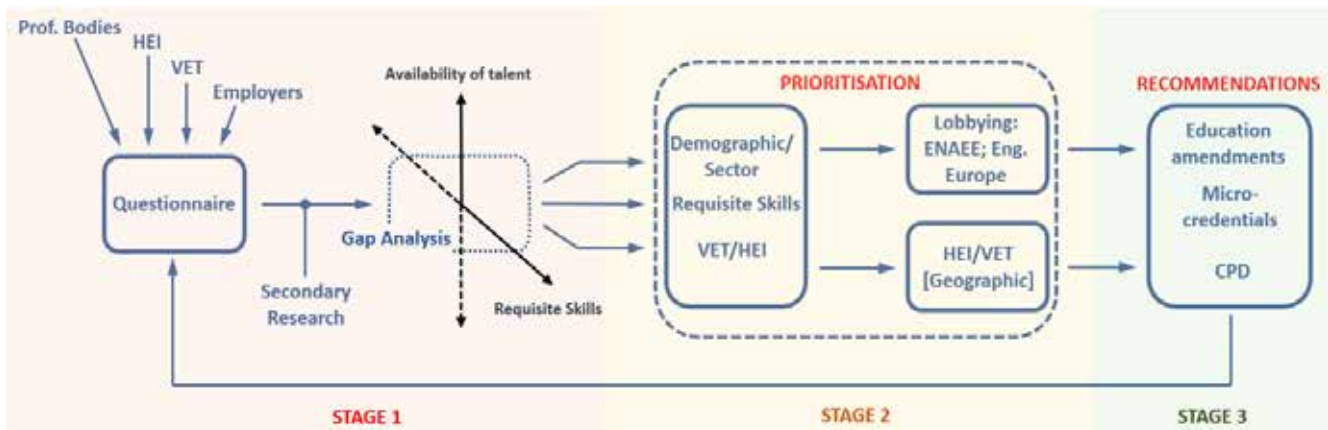 Prof. Bodies
HEI
VET
Employers
Questionnaire
Secondary
Research
Availability of talent
Gap Analysis
Requisite Skills
PRIORITISATION
Demographic/
Sector
Requisite Skills
VET/HEI
Lobbying:
ENAEE; Eng.
Europe
HEI/VET
[Geographic]
RECOMMENDATIONS
Education
amendments
Micro-
credentials
CPD
STAGE 1
STAGE 2
STAGE 3